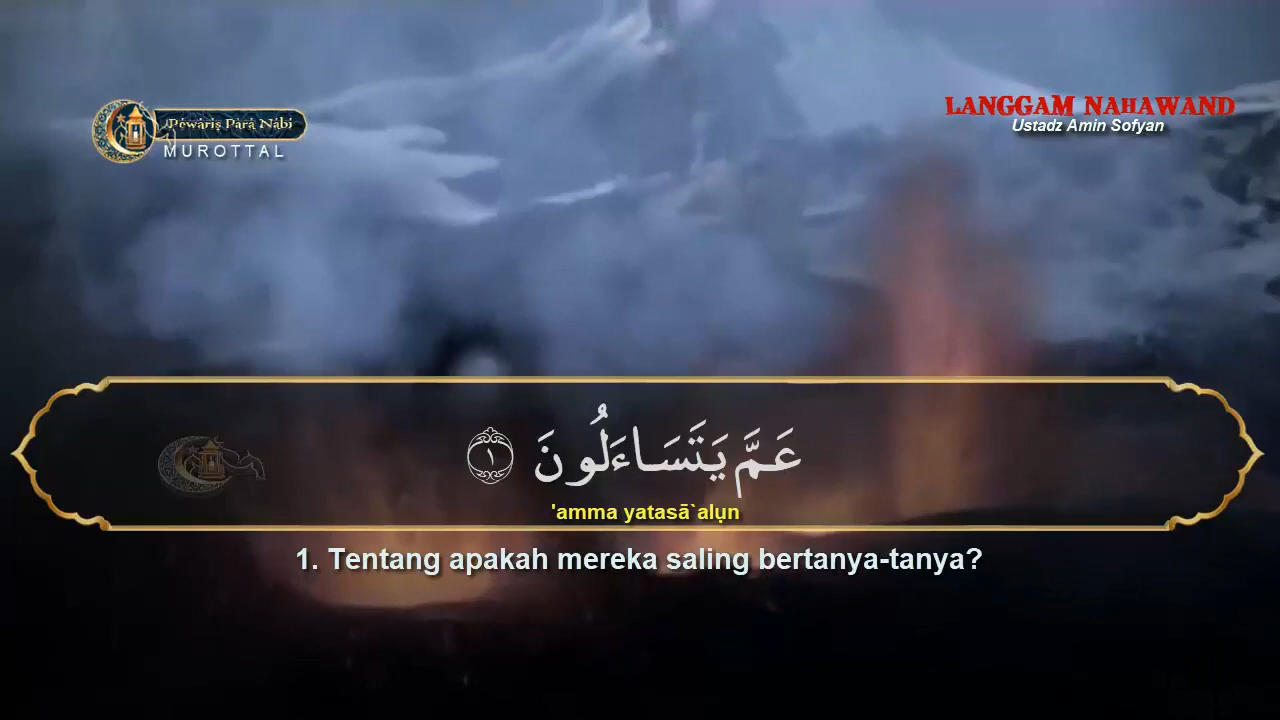 Pewaris Para Nabi
MUROTTAL
LANGGAM NAHAWAND
Ustadz Amin Sofyan
عَمَّ يَتَسَاءَلُونَ ١
'amma yatasā`alụn
1. Tentang apakah mereka saling bertanya-tanya?